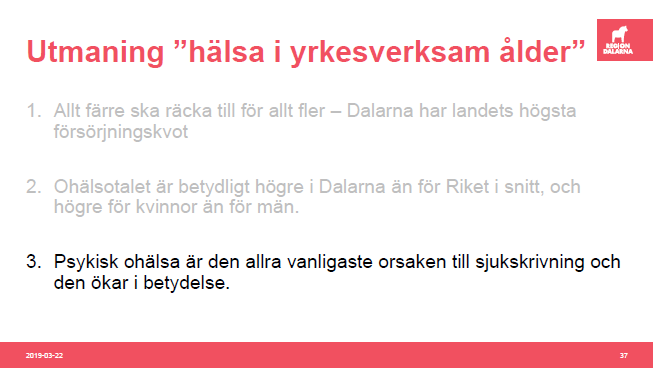 Utmaning ”hälsa i yrkesverksam ålder”
REGION
DALARNA
1. Allt färre ska räcka till för allt fler – Dalarna har landets högsta
försörjningskvot
2. Ohälsotalet är betydligt högre i Dalarna än för Riket i snitt, och
högre för kvinnor än för män.
3. Psykisk ohälsa är den allra vanligaste orsaken till sjukskrivning och
den ökar i betydelse.
2019-03-22
37